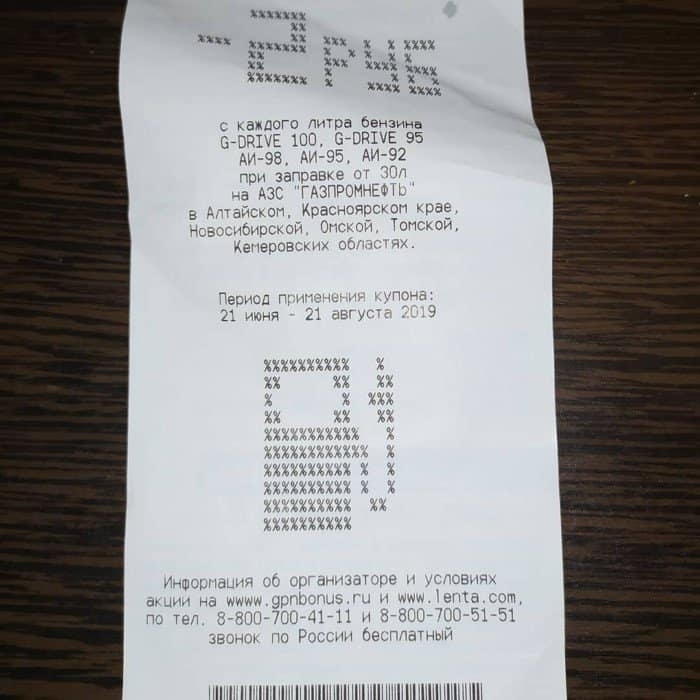 -2 руб
с каждого литра бензина
G-DRIVE 100, G-DRIVE 95
АИ-98, АИ-95, АИ-92
при заправке от 30л
на АЗС "ГАЗПРОМНЕФТЬ"
в Алтайском, Красноярском крае,
Новосибирской, Омской, Томской,
Кемеровских областях.
Период применения купона:
21 июня - 21 августа 2019
Информация об организаторе и условиях
акции на wwww.gpnbonus.ru и www.lenta.com,
по тел. 8-800-700-41-11 и 8-800-700-51-51
звонок по России бесплатный